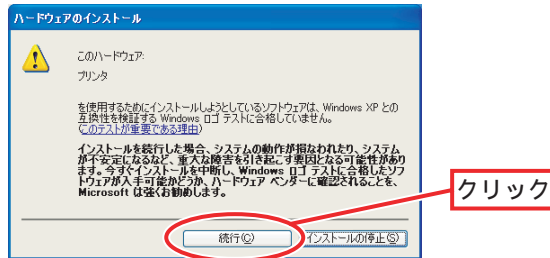 ハードウェアのインストール
このハードウェア:
プリンタ
を使用するためにインストールしようとしているソフトウェアは、Windows XP との
互換性を検証する Windows ロゴ テストに合格していません。
(このテストが重要である理由)
インストールを続行した場合、システムの動作が損なわれたり、システム
が不安定になるなど、重大な障害を引き起こす要因となる可能性があり
ます。今すぐインストールを中断し、Windows ロゴ テストに合格したソフ
トウェアが入手可能かどうか、ハードウェア ベンダーに確認されることを、
Microsoft は強くお勧めします。
クリック
続行(C)
インストールの停止(S)